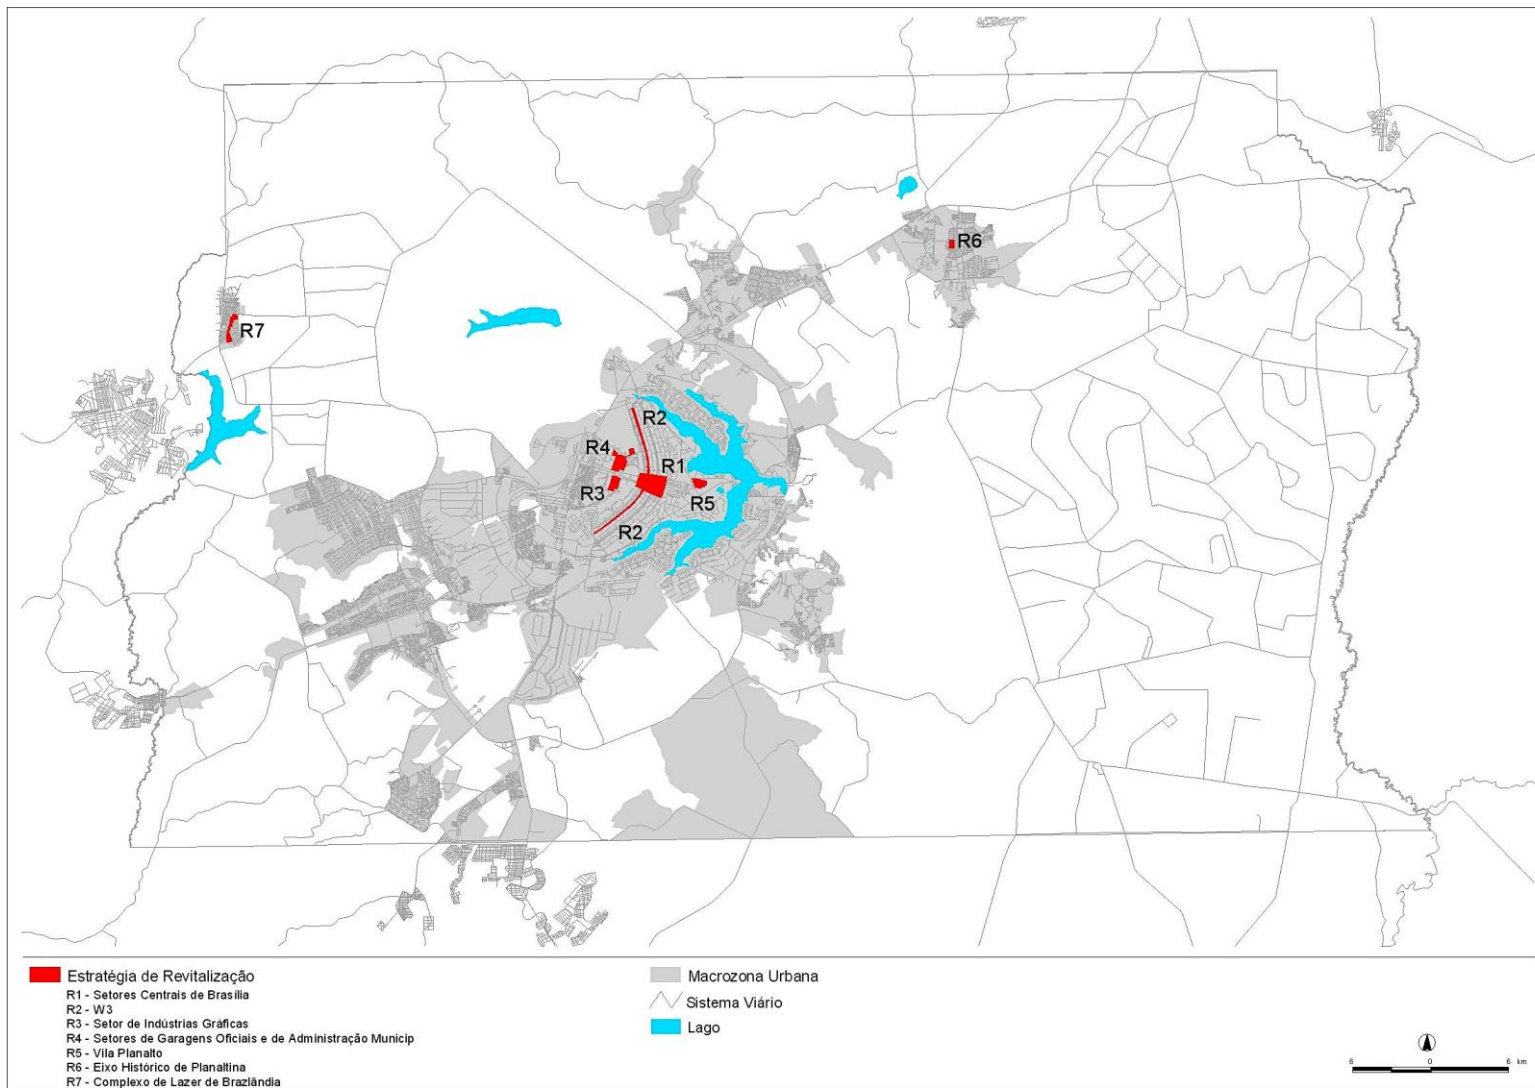 R6
R7
R2
R4
R1
R3
R5
R2
Estratégia de Revitalização
R1 - Setores Centrais de Brasília
R2 - W3
R3 - Setor de Indústrias Gráficas
R4 - Setores de Garagens Oficiais e de Administração Municip
R5 - Vila Planalto
R6 - Eixo Histórico de Planaltina
R7 - Complexo de Lazer de Brazlândia
Macrozona Urbana
Sistema Viário
Lago
6 0 6 km